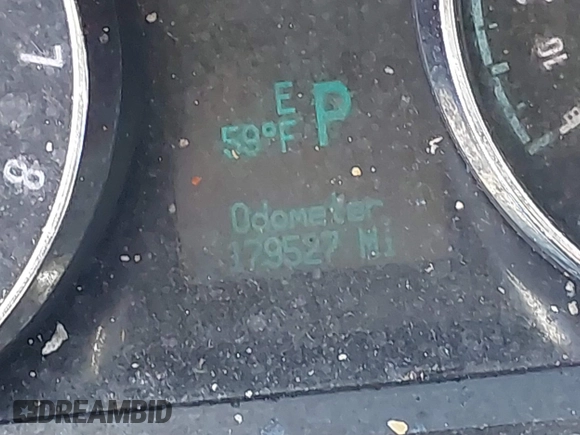 7
8
E
59°F P
Odometer
179527 Mi
10
DREAMBID